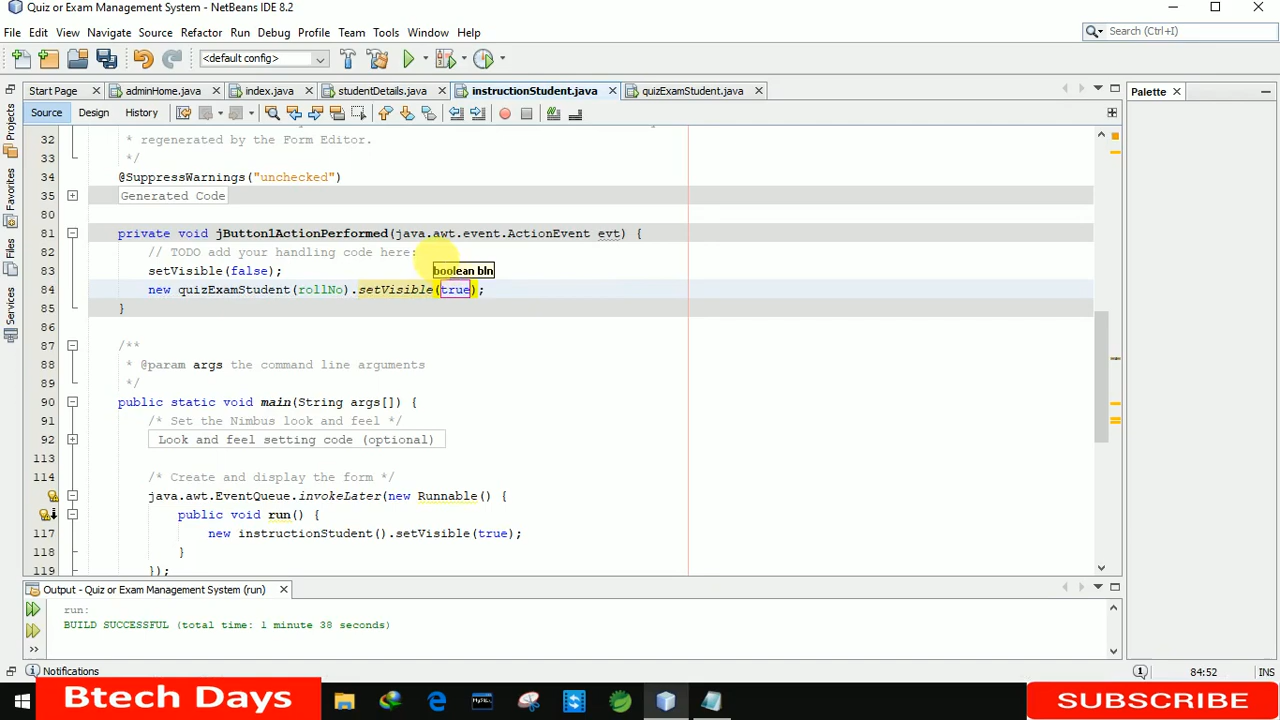 Quiz or Exam Management System - NetBeans IDE 8.2
File Edit View Navigate Source Refactor Run Debug Profile Team Tools Window Help
Search (Ctrl+I)
<default config>
Start Page adminHome.java index.java studentDetails.java instructionStudent.java quizExamStudent.java
Palette
Source Design History
Projects
Favorites
Files
Services
32 * regenerated by the Form Editor.
33 */
34 @SuppressWarnings("unchecked")
35 Generated Code
80
81 private void jButton1ActionPerformed(java.awt.event.ActionEvent evt) {
82 // TODO add your handling code here:
boolean bln
83 setVisible(false);
84 new quizExamStudent(rollNo).setVisible(true);
85 }
86
87 /**
88 * @param args the command line arguments
89 */
90 public static void main(String args[]) {
91 /* Set the Nimbus look and feel */
92 Look and feel setting code (optional)
113
114 /* Create and display the form */
java.awt.EventQueue.invokeLater(new Runnable() {
public void run() {
117 new instructionStudent().setVisible(true);
118 }
119 });
Output - Quiz or Exam Management System (run)
run:
BUILD SUCCESSFUL (total time: 1 minute 38 seconds)
Notifications
1
84:52
INS
Btech Days
SUBSCRIBE